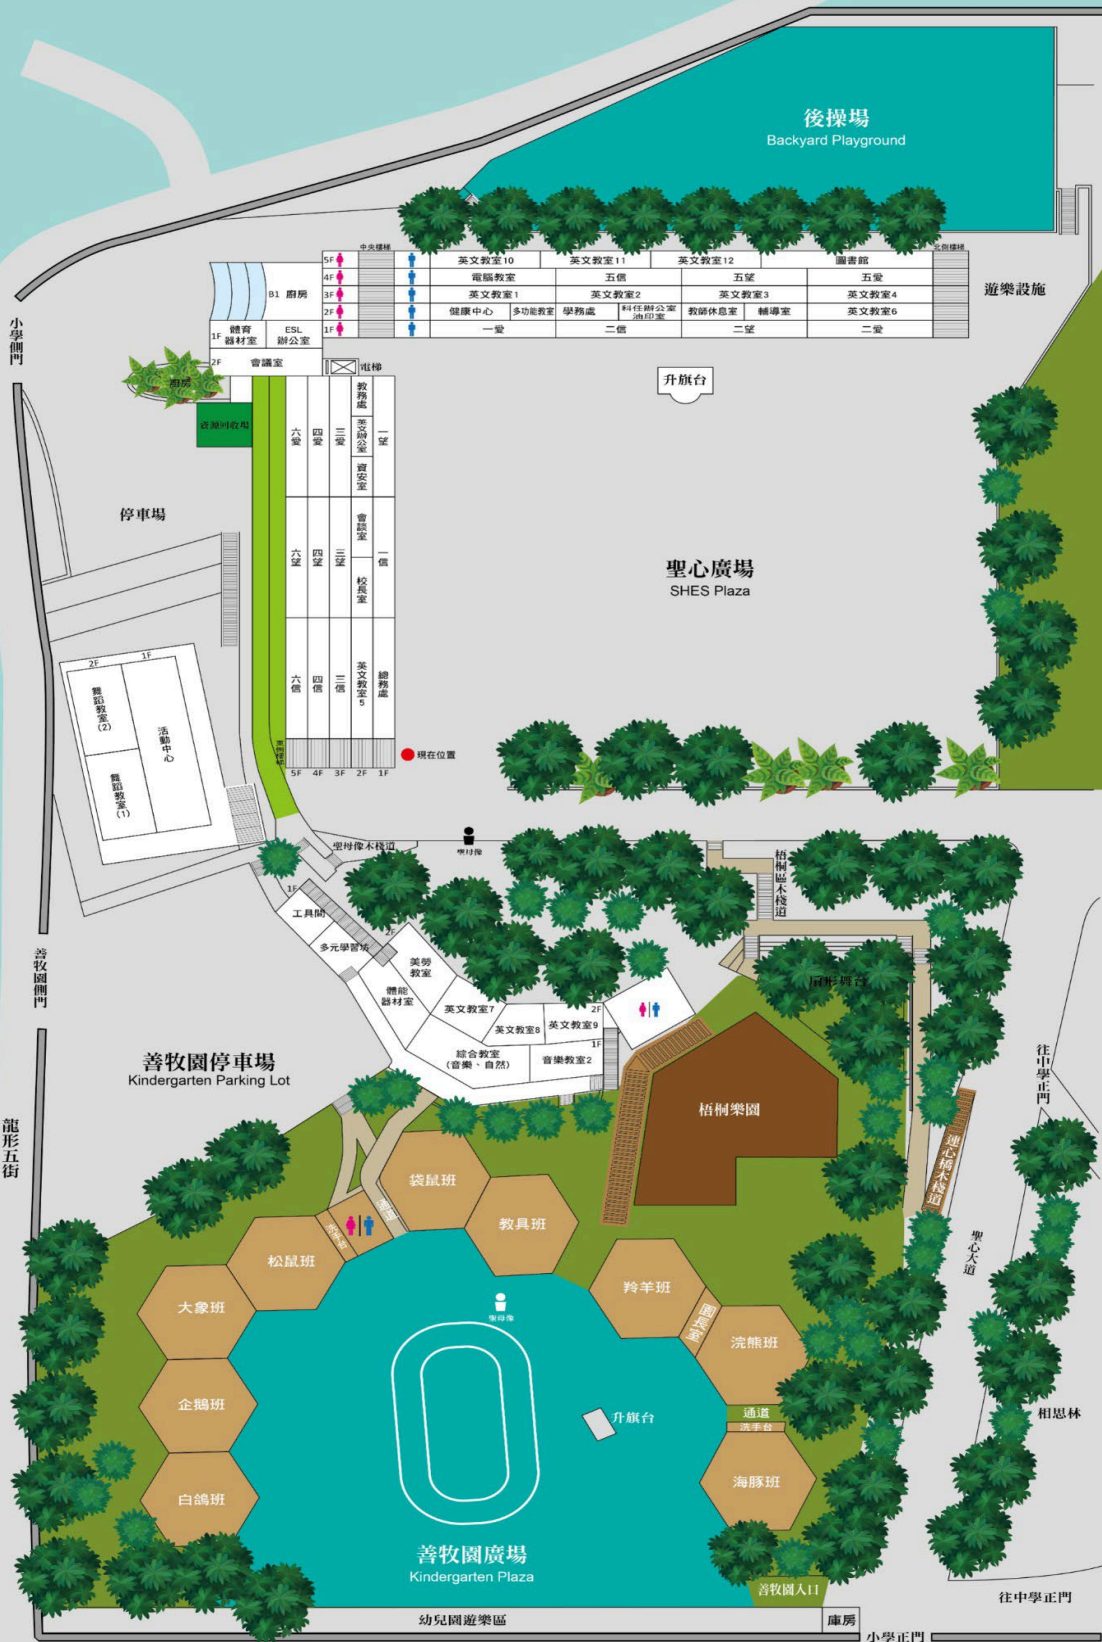 後操場
Backyard Playground
中央樓梯
北側樓梯
5F
英文教室10
英文教室11
英文教室12
圖書館
4F
電腦教室
五信
五望
五愛
3F
英文教室1
英文教室2
英文教室3
英文教室4
2F
健康中心
多功能教室
學務處
科任辦公室
油印室
教師休息室
輔導室
英文教室6
1F
一愛
二信
二望
二愛
遊樂設施
B1 廚房
1F
體育
器材室
ESL
辦公室
2F
會議室
電梯
廚房
資源回收場
小學側門
升旗台
六愛
四愛
三愛
教務處
英文辦公室
資安室
一望
六望
四望
三望
會談室
校長室
一信
六信
四信
三信
英文教室5
總務處
5F
4F
3F
2F
1F
現在位置
停車場
聖心廣場
SHES Plaza
2F
1F
舞蹈教室
(2)
活動中心
舞蹈教室
(1)
聖母像木棧道
聖母像
梧桐區木棧道
1F
工具間
多元學習坊
2F
美勞
教室
體能
器材室
英文教室7
英文教室8
英文教室9
2F
1F
綜合教室
(音樂、自然)
音樂教室2
扇形舞台
善牧園側門
善牧園停車場
Kindergarten Parking Lot
龍形五街
梧桐樂園
往中學正門
連心橋木棧道
聖心大道
袋鼠班
教具班
通道
洗手台
松鼠班
大象班
企鵝班
白鴿班
聖母像
羚羊班
園長室
浣熊班
通道
洗手台
海豚班
升旗台
相思林
善牧園廣場
Kindergarten Plaza
善牧園入口
往中學正門
幼兒園遊樂區
庫房
小學正門